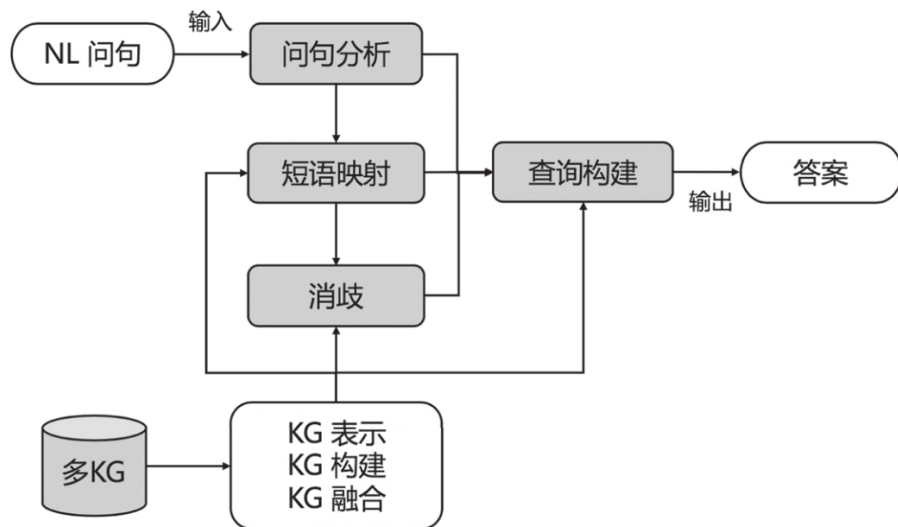 NL 问句
输入
问句分析
短语映射
查询构建
输出
答案
消歧
多KG
KG 表示
KG 构建
KG 融合